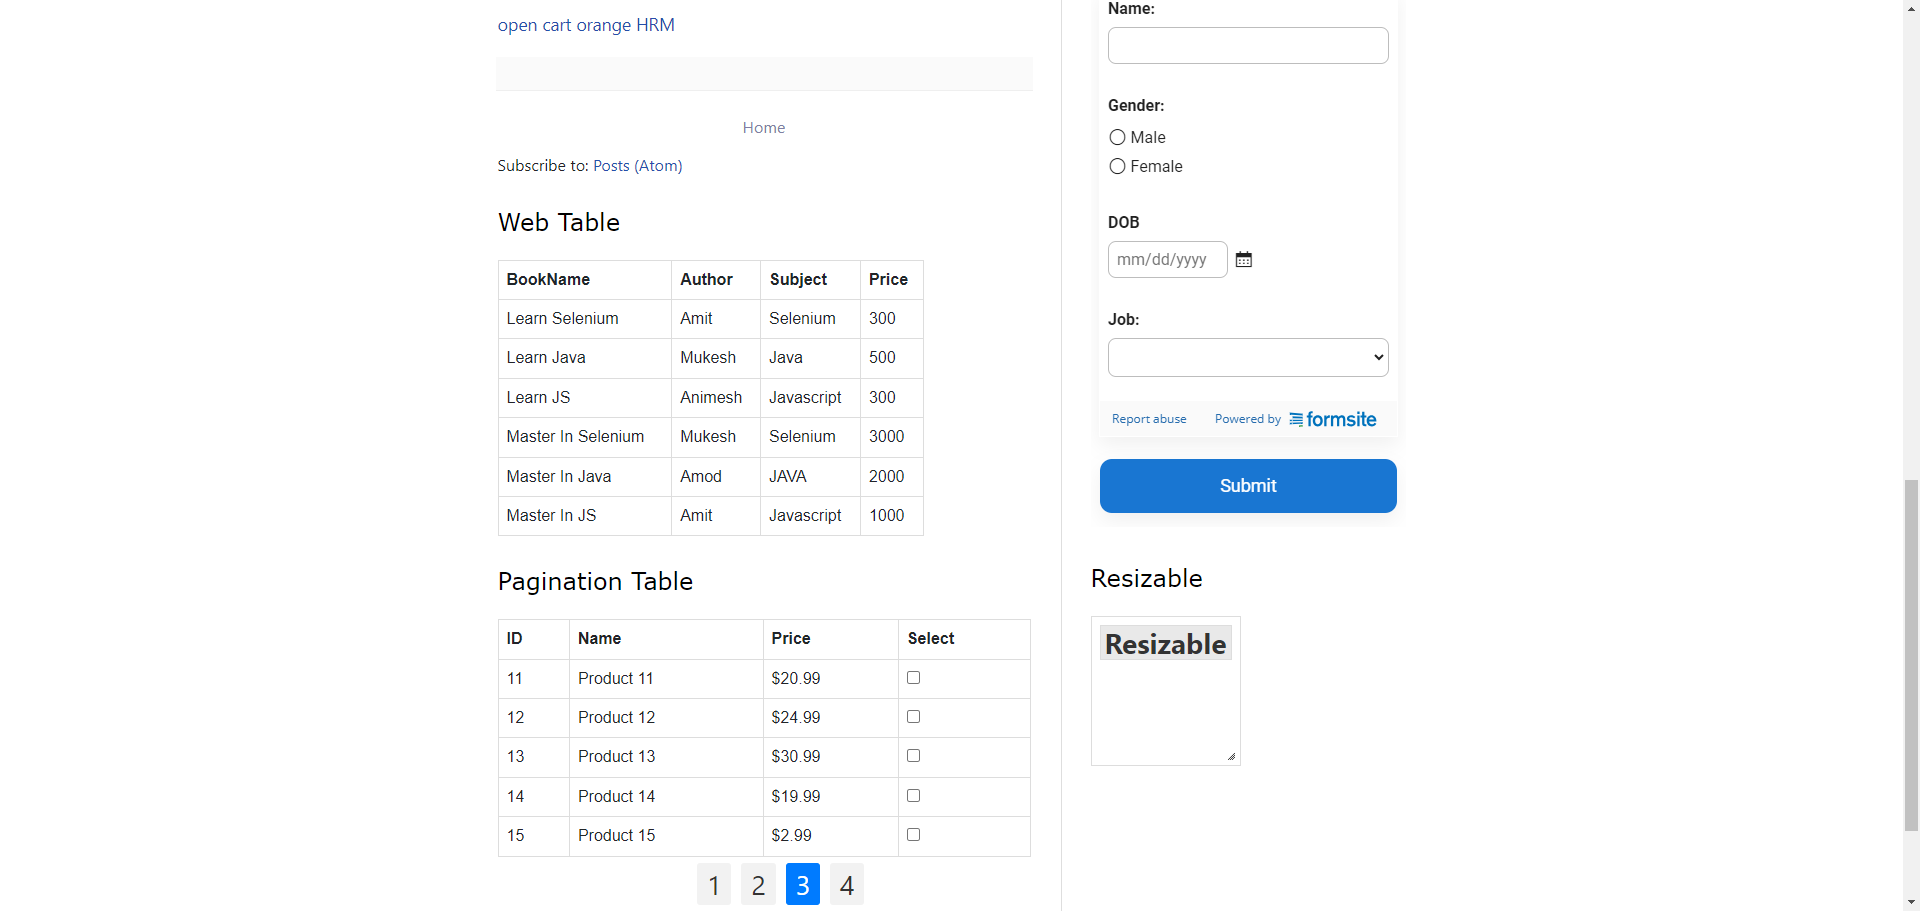 open cart orange HRM
Home
Subscribe to: Posts (Atom)
Web Table
BookName Author Subject Price
Learn Selenium Amit Selenium 300
Learn Java Mukesh Java 500
Learn JS Animesh Javascript 300
Master In Selenium Mukesh Selenium 3000
Master In Java Amod JAVA 2000
Master In JS Amit Javascript 1000
Pagination Table
ID Name Price Select
11 Product 11 $20.99
12 Product 12 $24.99
13 Product 13 $30.99
14 Product 14 $19.99
15 Product 15 $2.99
1 2 3 4
Name:
Gender:
Male
Female
DOB
mm/dd/yyyy
Job:
Report abuse Powered by formsite
Submit
Resizable
Resizable